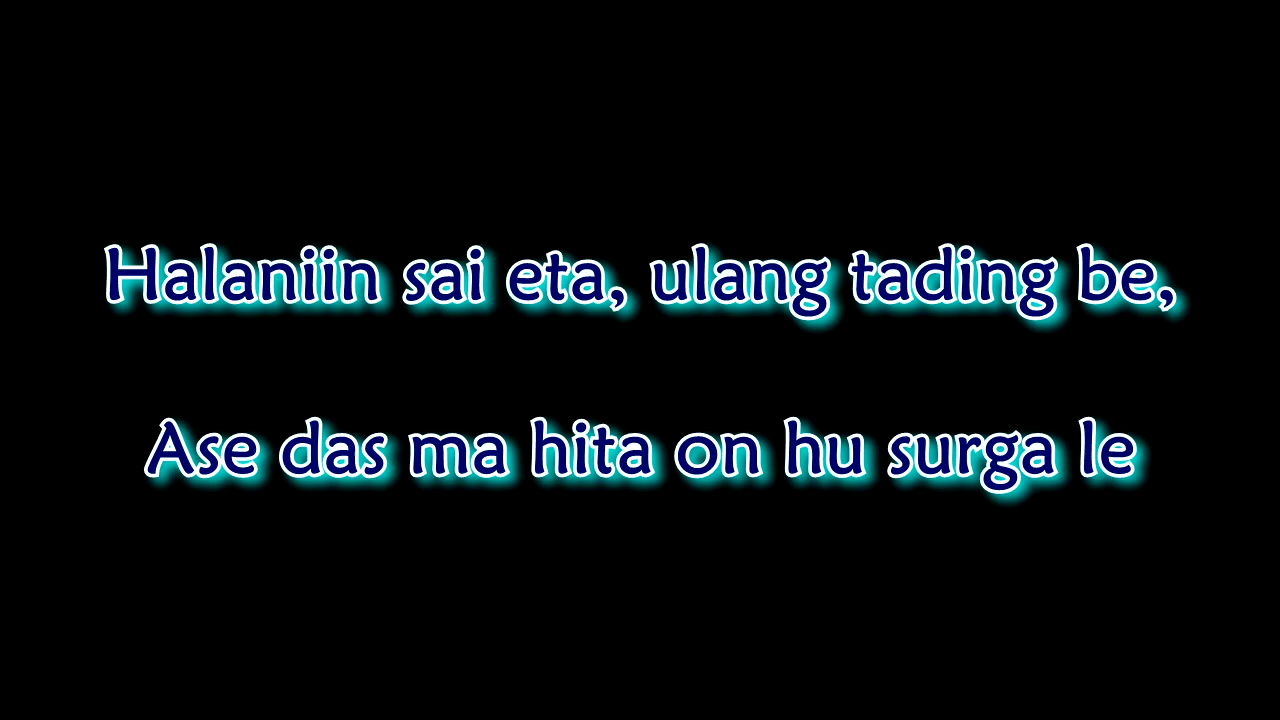 Halaniin sai eta, ulang tading be,
Ase das ma hita on hu surga le